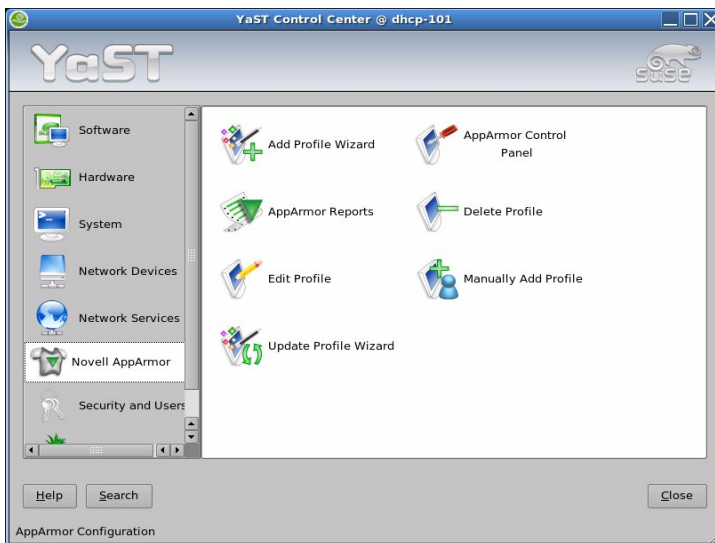 YaST Control Center @ dhcp-101
YaST
SUSE
Software
Hardware
System
Network Devices
Network Services
Novell AppArmor
Security and Users
Add Profile Wizard
AppArmor Control
Panel
AppArmor Reports
Delete Profile
Edit Profile
Manually Add Profile
Update Profile Wizard
Help
Search
Close
AppArmor Configuration